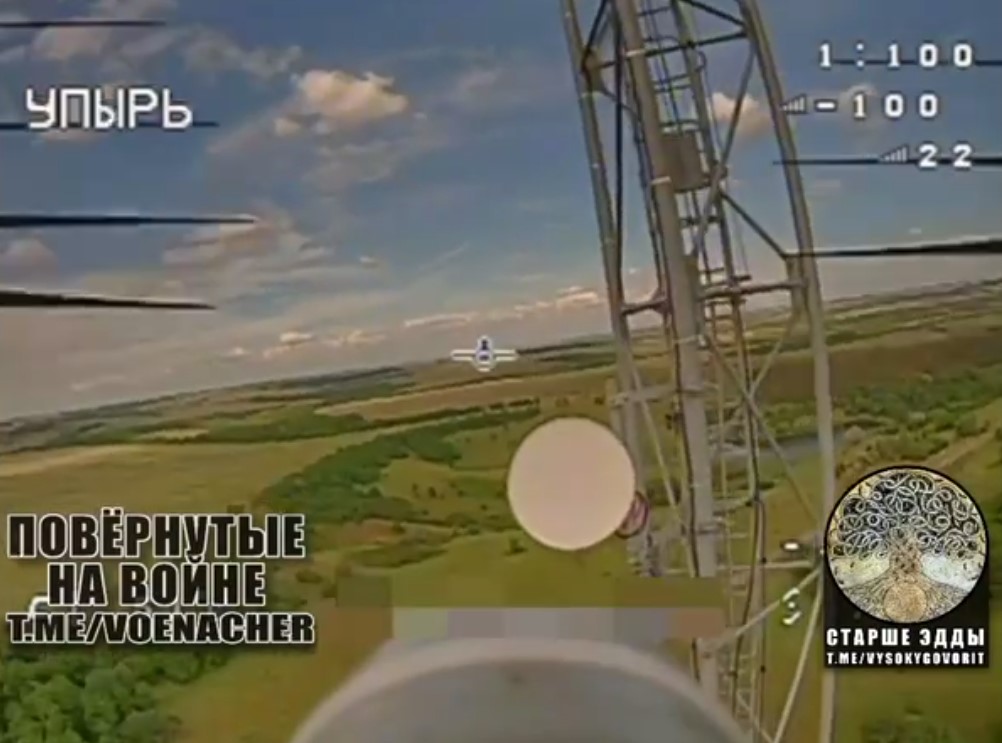 УПЫРЬ
1:100
-100
22
ПОВЁРНУТЫЕ
НА ВОЙНЕ
T.ME/VOENACHER
СТАРШЕ ЭДДЫ
T.ME/VYSOKYGOVORIT